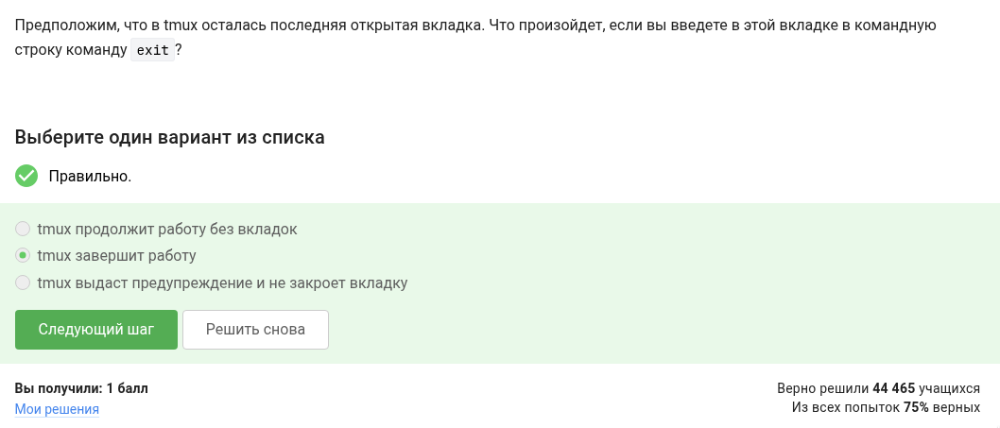 Предположим, что в tmux осталась последняя открытая вкладка. Что произойдет, если вы введете в этой вкладке в командную
строку команду exit ?
Выберите один вариант из списка
Правильно.
tmux продолжит работу без вкладок
tmux завершит работу
tmux выдаст предупреждение и не закроет вкладку
Следующий шаг
Решить снова
Вы получили: 1 балл
Мои решения
Верно решили 44 465 учащихся
Из всех попыток 75% верных